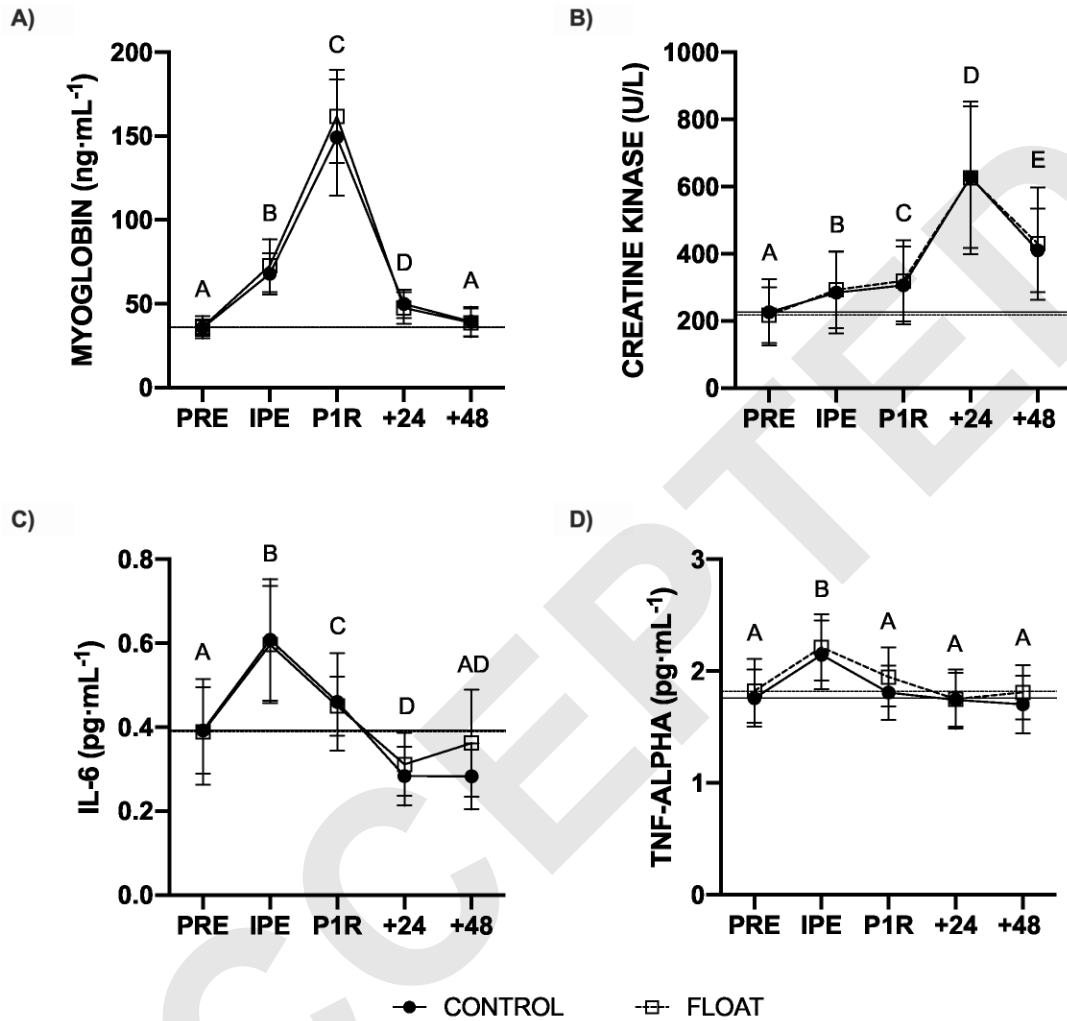 A)
MYOGLOBIN (ng·mL⁻¹)
200
150
100
50
0
A
B
C
D
A
PRE IPE P1R +24 +48
B)
CREATINE KINASE (U/L)
1000
800
600
400
200
0
A
B
C
D
E
PRE IPE P1R +24 +48
C)
IL-6 (pg·mL⁻¹)
0.8
0.6
0.4
0.2
0.0
A
B
C
D
AD
PRE IPE P1R +24 +48
D)
TNF-ALPHA (pg·mL⁻¹)
3
2
1
0
A
B
A
A
A
PRE IPE P1R +24 +48
CONTROL FLOAT
CCEPTED